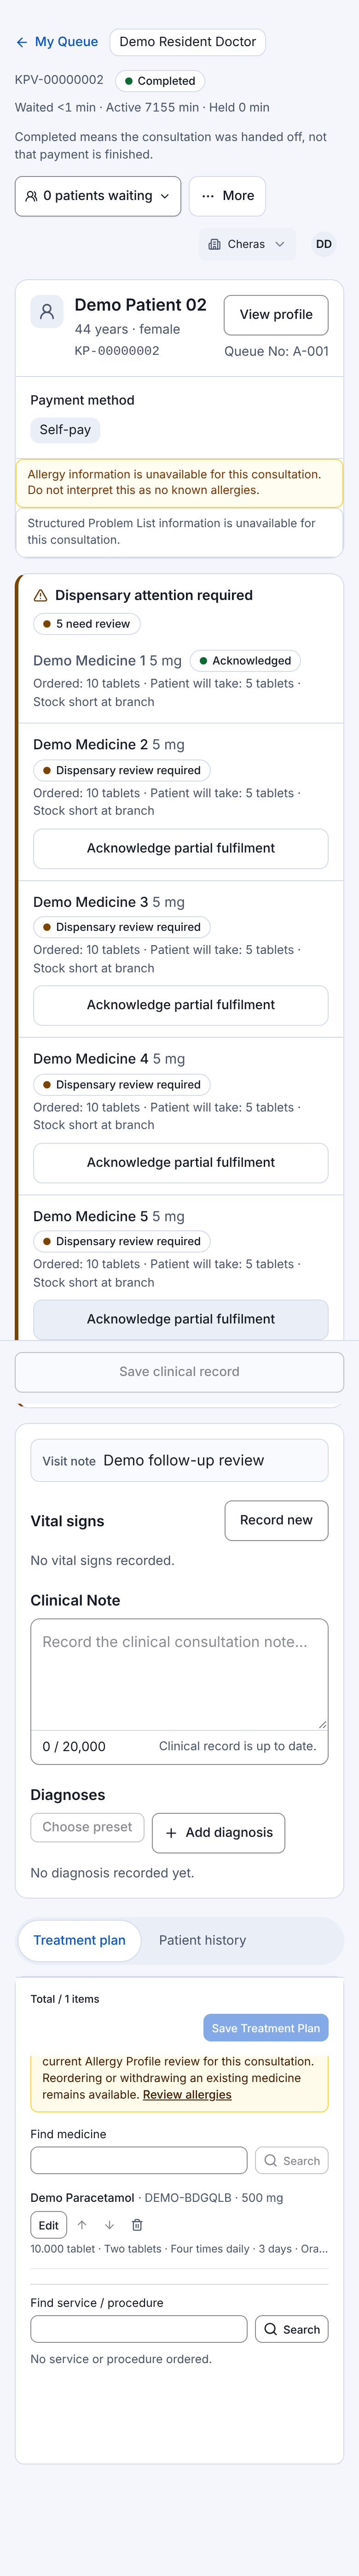 My Queue
Demo Resident Doctor
KPV-00000002
Completed
Waited <1 min · Active 7155 min · Held 0 min
Completed means the consultation was handed off, not
that payment is finished.
0 patients waiting
More
Cheras
DD
Demo Patient 02
View profile
44 years · female
KP-00000002
Queue No: A-001
Payment method
Self-pay
Allergy information is unavailable for this consultation.
Do not interpret this as no known allergies.
Structured Problem List information is unavailable for
this consultation.
Dispensary attention required
5 need review
Demo Medicine 1 5 mg
Acknowledged
Ordered: 10 tablets · Patient will take: 5 tablets ·
Stock short at branch
Demo Medicine 2 5 mg
Dispensary review required
Ordered: 10 tablets · Patient will take: 5 tablets ·
Stock short at branch
Acknowledge partial fulfilment
Demo Medicine 3 5 mg
Dispensary review required
Ordered: 10 tablets · Patient will take: 5 tablets ·
Stock short at branch
Acknowledge partial fulfilment
Demo Medicine 4 5 mg
Dispensary review required
Ordered: 10 tablets · Patient will take: 5 tablets ·
Stock short at branch
Acknowledge partial fulfilment
Demo Medicine 5 5 mg
Dispensary review required
Ordered: 10 tablets · Patient will take: 5 tablets ·
Stock short at branch
Acknowledge partial fulfilment
Save clinical record
Visit note Demo follow-up review
Vital signs
Record new
No vital signs recorded.
Clinical Note
Record the clinical consultation note...
0 / 20,000
Clinical record is up to date.
Diagnoses
Choose preset
Add diagnosis
No diagnosis recorded yet.
Treatment plan
Patient history
Total / 1 items
Save Treatment Plan
current Allergy Profile review for this consultation.
Reordering or withdrawing an existing medicine
remains available. Review allergies
Find medicine
Search
Demo Paracetamol · DEMO-BDGQLB · 500 mg
Edit
10.000 tablet · Two tablets · Four times daily · 3 days · Ora...
Find service / procedure
Search
No service or procedure ordered.